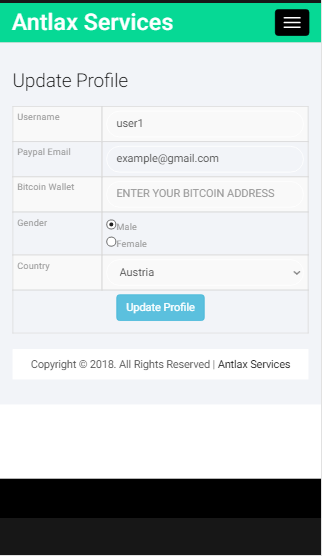 Antlax Services
Update Profile
Username
user1
Paypal Email
example@gmail.com
Bitcoin Wallet
ENTER YOUR BITCOIN ADDRESS
Gender
Male
Female
Country
Austria
Update Profile
Copyright © 2018. All Rights Reserved | Antlax Services